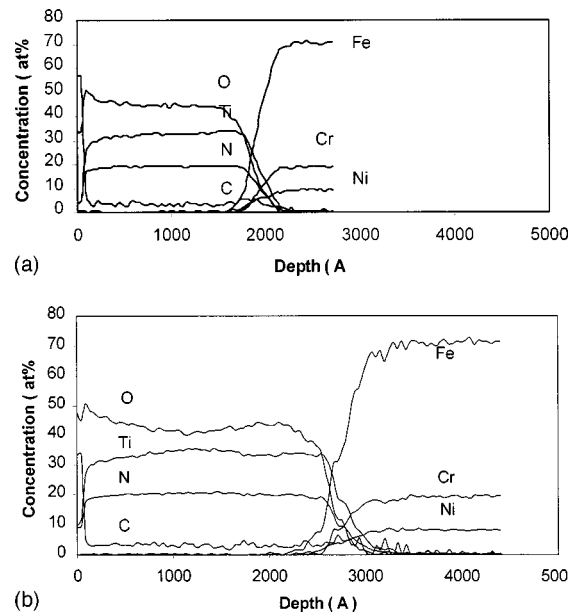 80
70
60
50
40
30
20
10
0
Concentration ( at%
O
Ti
N
C
Fe
Cr
Ni
0 1000 2000 3000 4000 5000
Depth ( A
(a)
80
70
60
50
40
30
20
10
0
Concentration ( at%
O
Ti
N
C
Fe
Cr
Ni
0 1000 2000 3000 4000 500
Depth ( A)
(b)